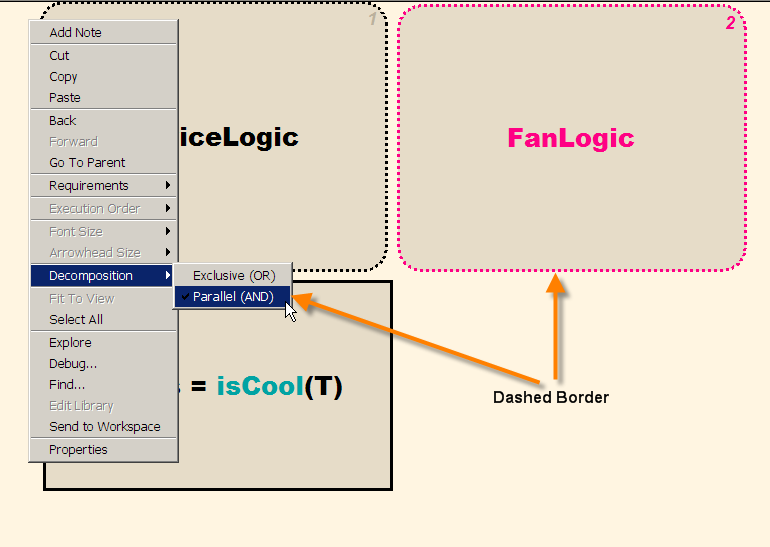 1
2
Add Note
Cut
Copy
Paste
Back
Forward
Go To Parent
Requirements
Execution Order
Font Size
Arrowhead Size
Decomposition
Fit To View
Select All
Explore
Debug...
Find...
Edit Library
Send to Workspace
Properties
Exclusive (OR)
Parallel (AND)
iceLogic
FanLogic
= isCool(T)
Dashed Border